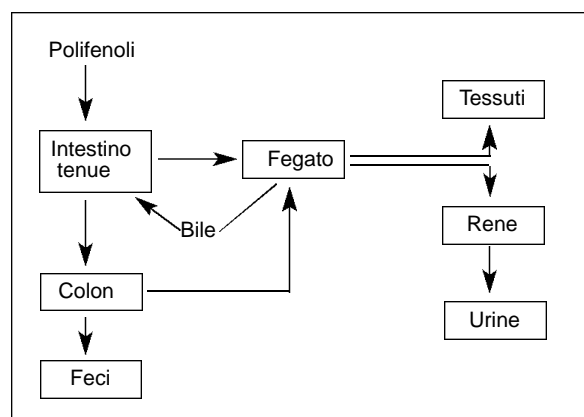 Polifenoli
Intestino
tenue
Fegato
Tessuti
Bile
Rene
Colon
Urine
Feci